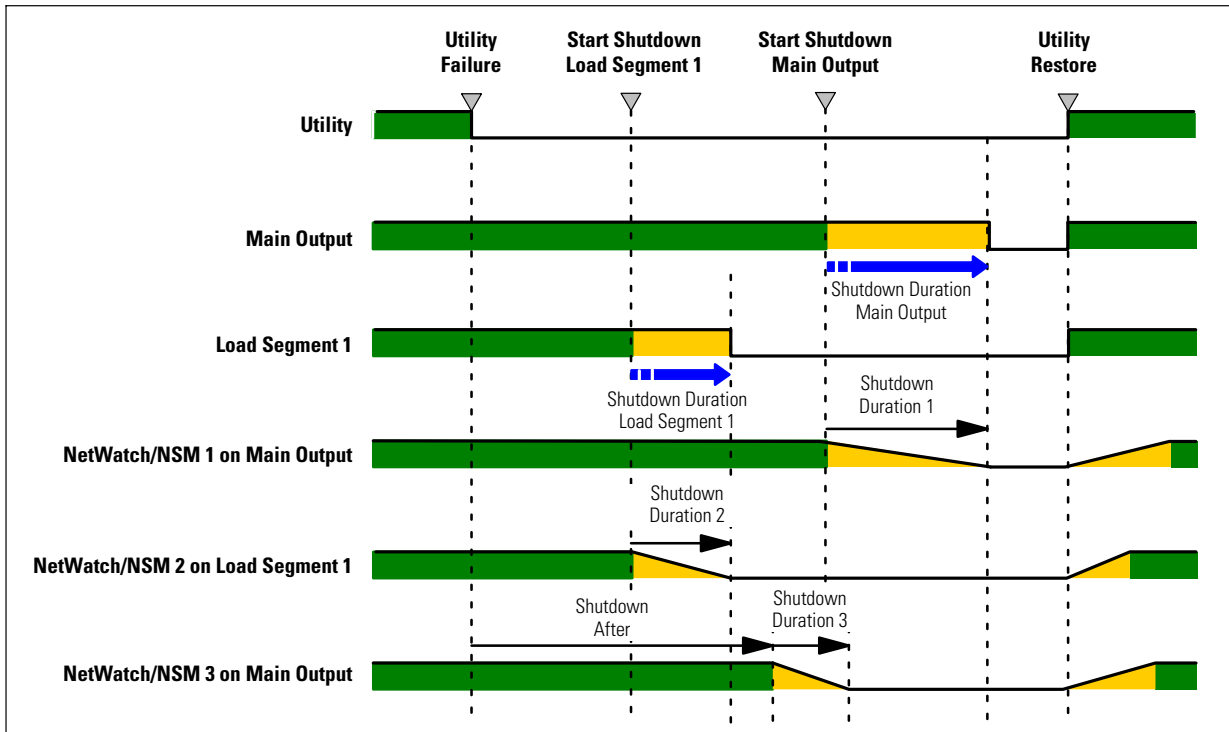 Utility
Failure
Start Shutdown
Load Segment 1
Start Shutdown
Main Output
Utility
Restore
Utility
Main Output
Shutdown Duration
Main Output
Load Segment 1
Shutdown Duration
Load Segment 1
Shutdown
Duration 1
NetWatch/NSM 1 on Main Output
Shutdown
Duration 2
NetWatch/NSM 2 on Load Segment 1
Shutdown
After
Shutdown
Duration 3
NetWatch/NSM 3 on Main Output